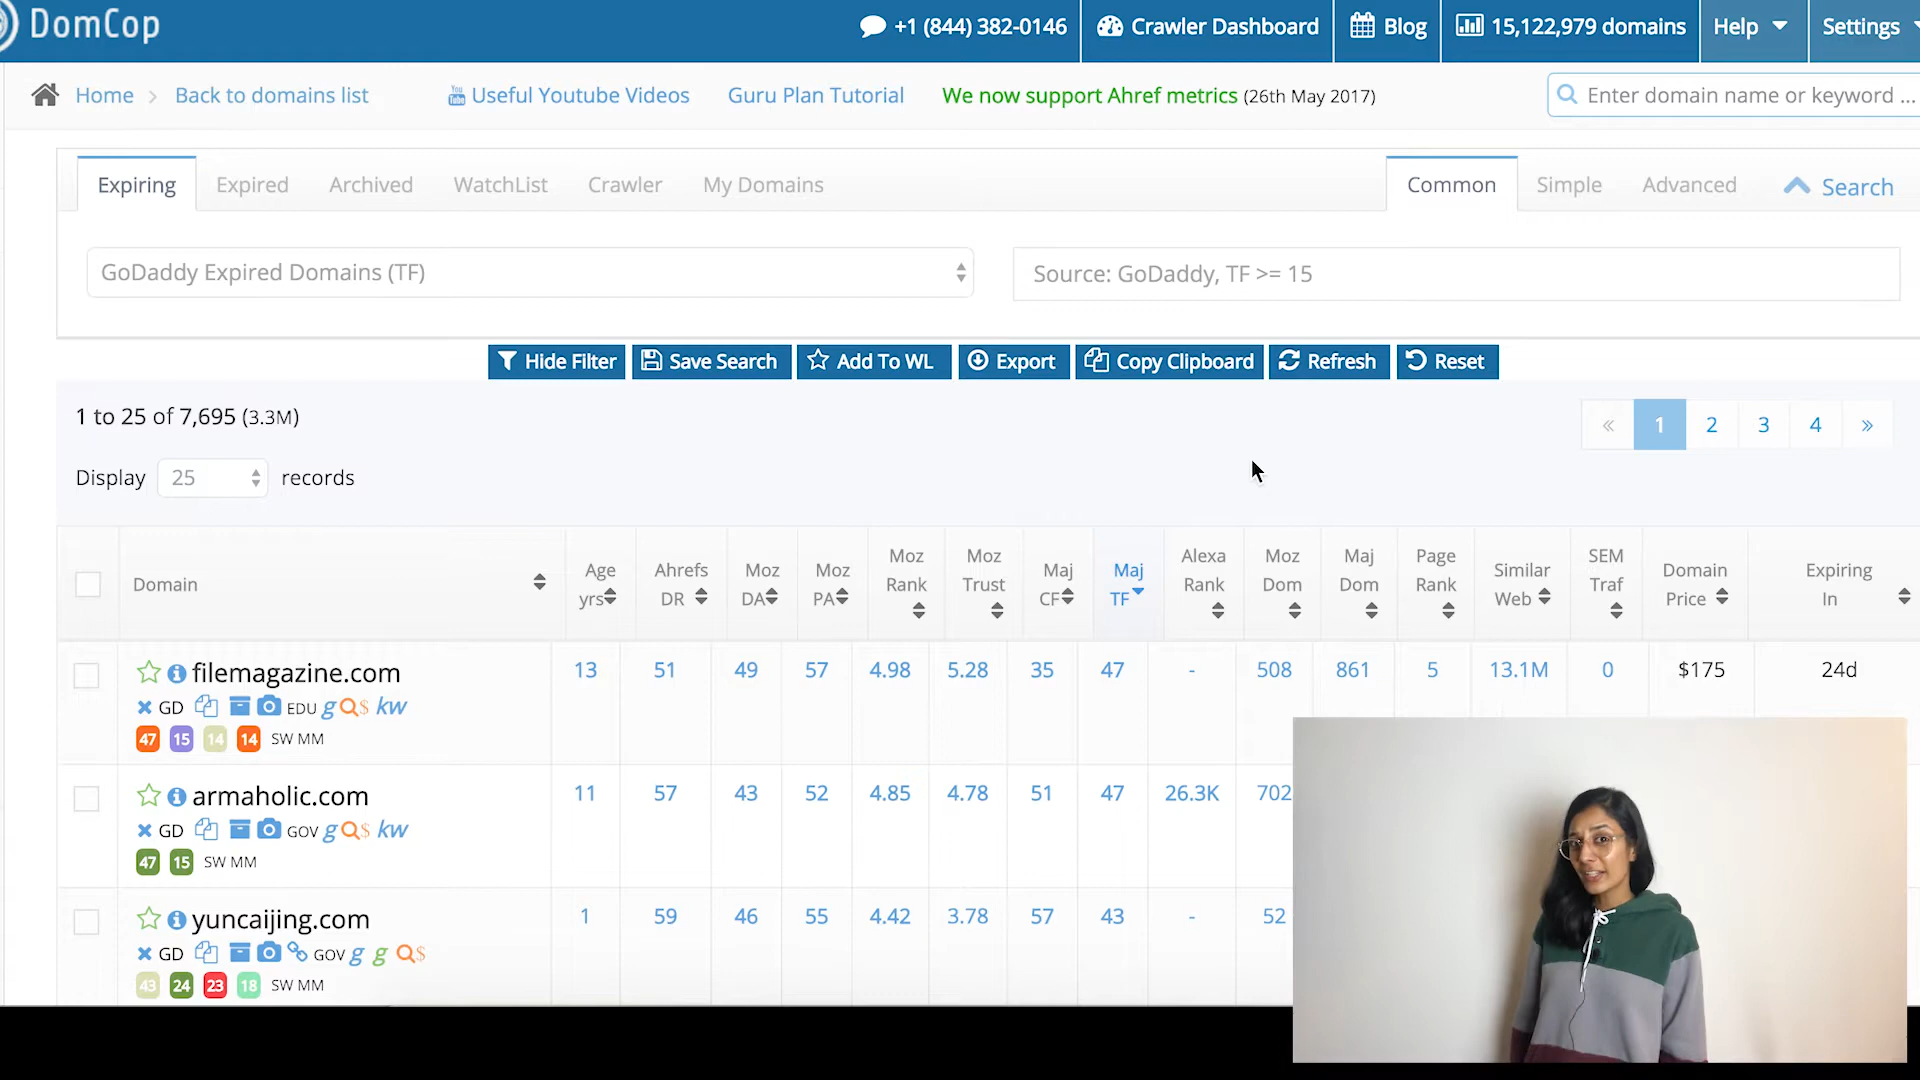 DomCop
+1 (844) 382-0146
Crawler Dashboard
Blog
15,122,979 domains
Help
Settings
Home
Back to domains list
Useful Youtube Videos
Guru Plan Tutorial
We now support Ahref metrics (26th May 2017)
Enter domain name or keyword ...
Expiring
Expired
Archived
WatchList
Crawler
My Domains
Common
Simple
Advanced
Search
GoDaddy Expired Domains (TF)
Source: GoDaddy, TF >= 15
Hide Filter
Save Search
Add To WL
Export
Copy Clipboard
Refresh
Reset
1 to 25 of 7,695 (3.3M)
« 1 2 3 4 »
Display 25 records
Domain
Age yrs
Ahrefs DR
Moz DA
Moz PA
Moz Rank
Moz Trust
Maj CF
Maj TF
Alexa Rank
Moz Dom
Maj Dom
Page Rank
Similar Web
SEM Traf
Domain Price
Expiring In
filemagazine.com 13 51 49 57 4.98 5.28 35 47 - 508 861 5 13.1M 0 $175 24d
GD EDU g $ kw
47 15 14 14 SW MM
armaholic.com 11 57 43 52 4.85 4.78 51 47 26.3K 702
GD GOV g $ kw
47 15 SW MM
yuncaijing.com 1 59 46 55 4.42 3.78 57 43 - 52
GD GOV g g $
43 24 23 18 SW MM